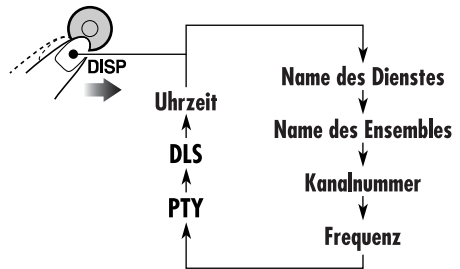 DISP
Name des Dienstes
Uhrzeit
Name des Ensembles
DLS
Kanalnummer
PTY
Frequenz